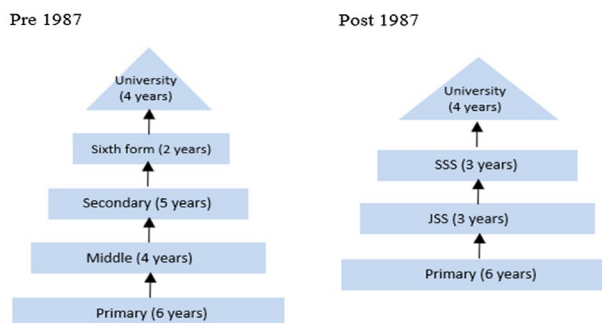 Pre 1987
University
(4 years)
Sixth form (2 years)
Secondary (5 years)
Middle (4 years)
Primary (6 years)
Post 1987
University
(4 years)
SSS (3 years)
JSS (3 years)
Primary (6 years)